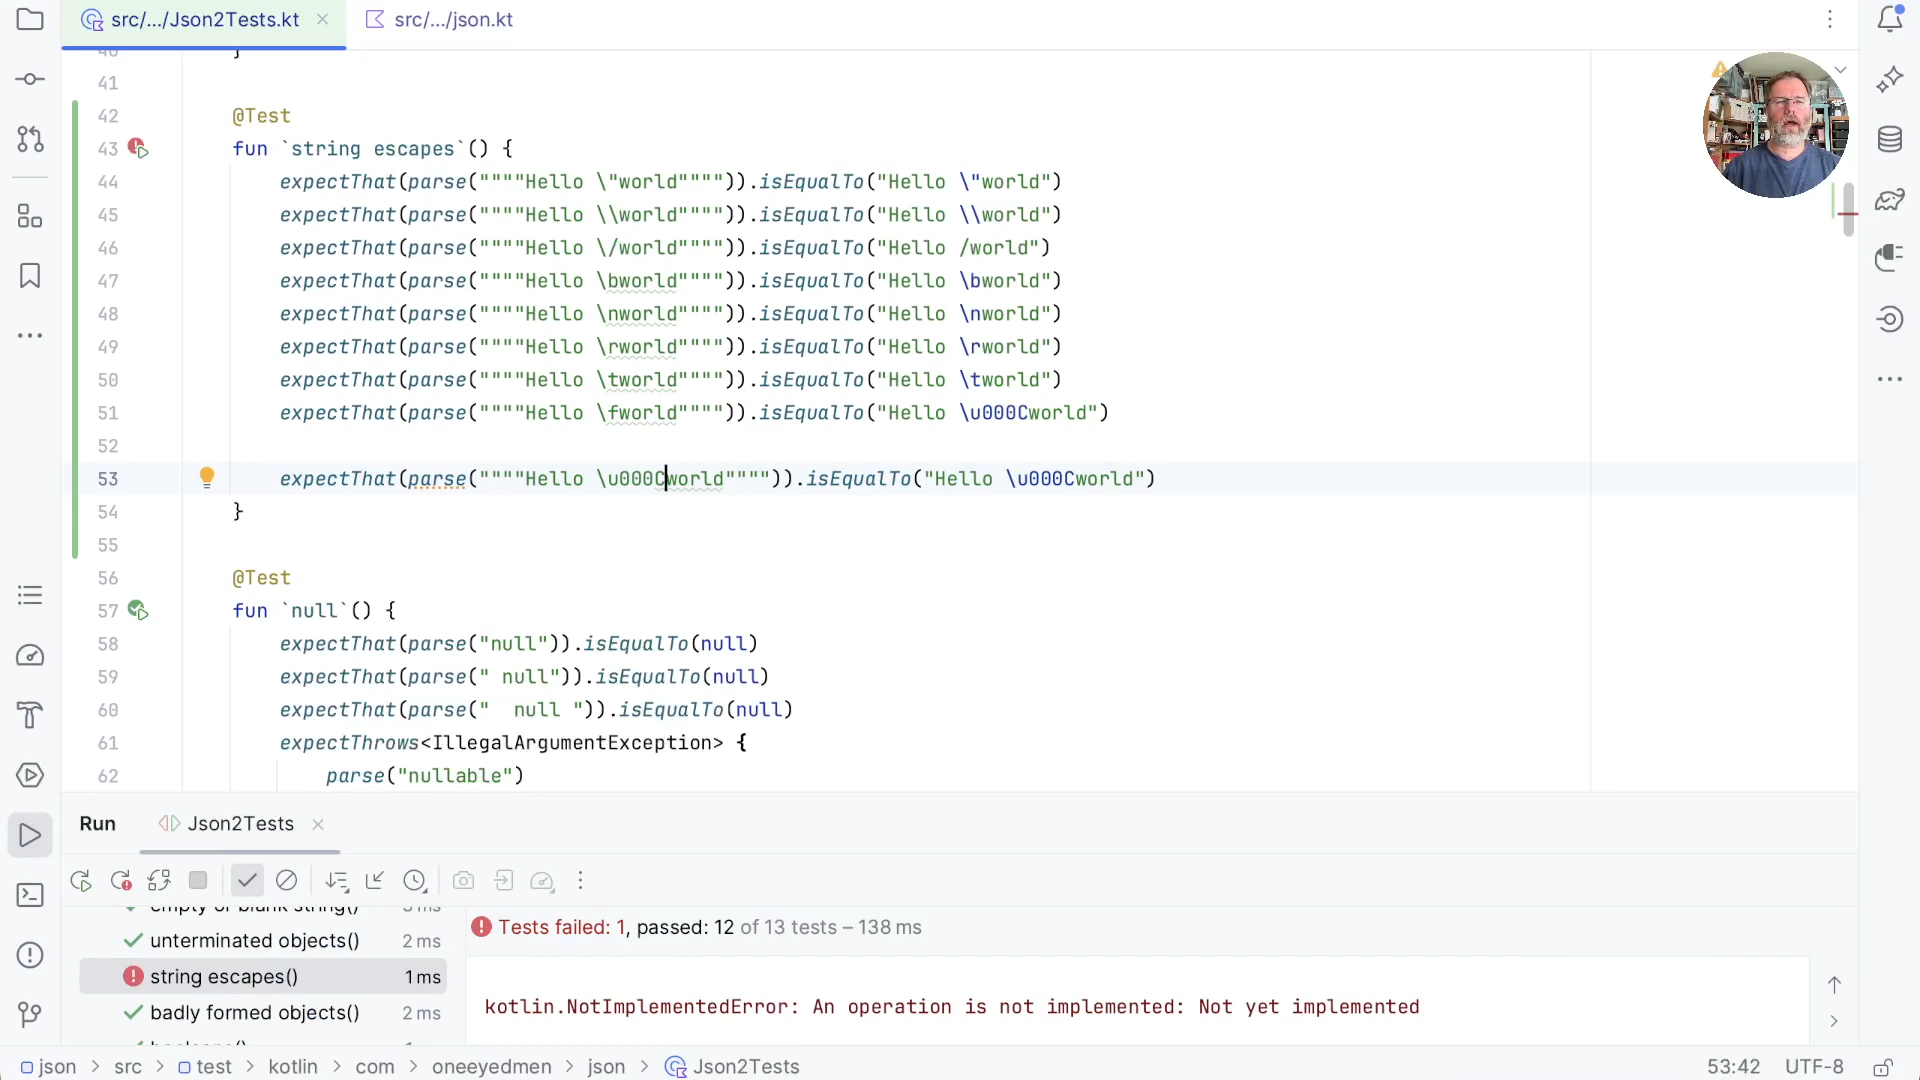 src/.../Json2Tests.kt
src/.../json.kt
40 }
41
42 @Test
43 fun `string escapes`() {
44 expectThat(parse(""""Hello \"world"""")).isEqualTo("Hello \"world")
45 expectThat(parse(""""Hello \\world"""")).isEqualTo("Hello \\world")
46 expectThat(parse(""""Hello \/world"""")).isEqualTo("Hello /world")
47 expectThat(parse(""""Hello \bworld"""")).isEqualTo("Hello \bworld")
48 expectThat(parse(""""Hello \nworld"""")).isEqualTo("Hello \nworld")
49 expectThat(parse(""""Hello \rworld"""")).isEqualTo("Hello \rworld")
50 expectThat(parse(""""Hello \tworld"""")).isEqualTo("Hello \tworld")
51 expectThat(parse(""""Hello \fworld"""")).isEqualTo("Hello \u000Cworld")
52
53 expectThat(parse(""""Hello \u000Cworld"""")).isEqualTo("Hello \u000Cworld")
54 }
55
56 @Test
57 fun `null`() {
58 expectThat(parse("null")).isEqualTo(null)
59 expectThat(parse(" null")).isEqualTo(null)
60 expectThat(parse("  null ")).isEqualTo(null)
61 expectThrows<IllegalArgumentException> {
62 parse("nullable")
Run Json2Tests
empty or blank string()
unterminated objects() 2 ms
string escapes() 1 ms
badly formed objects() 2 ms
Tests failed: 1, passed: 12 of 13 tests – 138 ms
kotlin.NotImplementedError: An operation is not implemented: Not yet implemented
json > src > test > kotlin > com > oneeyedmen > json > Json2Tests
53:42 UTF-8